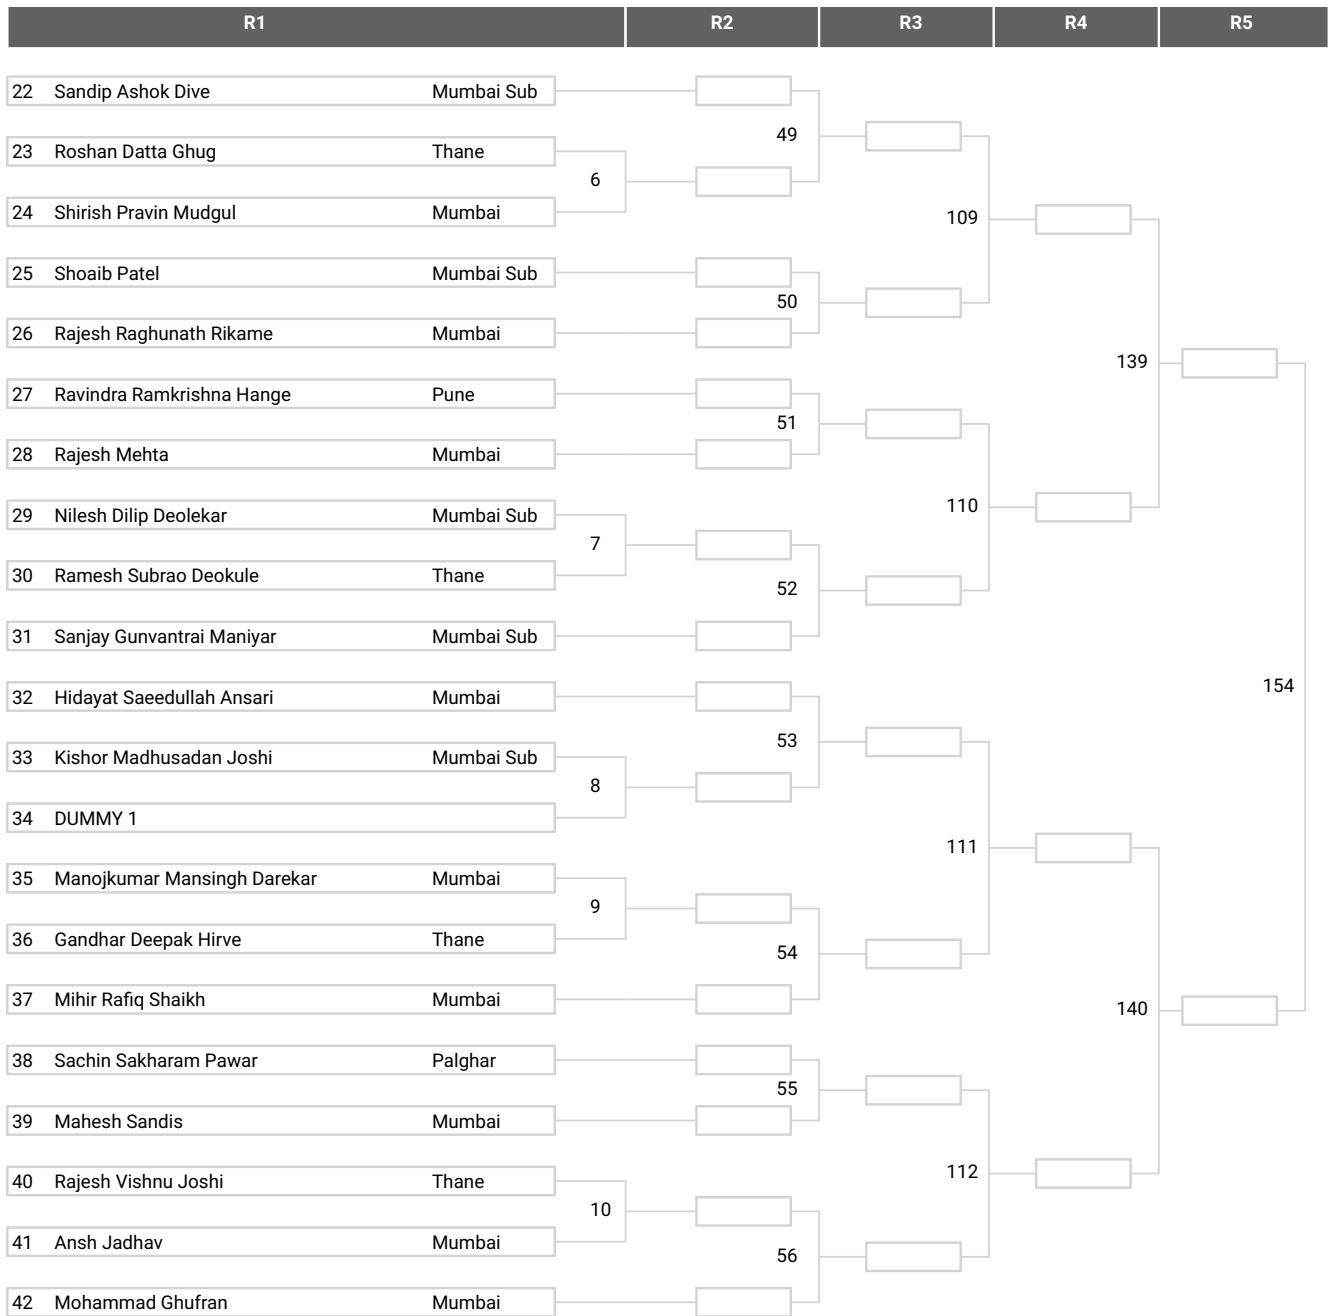 R1 R2 R3 R4 R5
22 Sandip Ashok Dive Mumbai Sub
49
23 Roshan Datta Ghug Thane
6
24 Shirish Pravin Mudgul Mumbai
109
25 Shoaib Patel Mumbai Sub
50
26 Rajesh Raghunath Rikame Mumbai
139
27 Ravindra Ramkrishna Hange Pune
51
28 Rajesh Mehta Mumbai
110
29 Nilesh Dilip Deolekar Mumbai Sub
7
30 Ramesh Subrao Deokule Thane
52
31 Sanjay Gunvantrai Maniyar Mumbai Sub
154
32 Hidayat Saeedullah Ansari Mumbai
53
33 Kishor Madhusadan Joshi Mumbai Sub
8
34 DUMMY 1
111
35 Manojkumar Mansingh Darekar Mumbai
9
36 Gandhar Deepak Hirve Thane
54
37 Mihir Rafiq Shaikh Mumbai
140
38 Sachin Sakharam Pawar Palghar
55
39 Mahesh Sandis Mumbai
112
40 Rajesh Vishnu Joshi Thane
10
41 Ansh Jadhav Mumbai
56
42 Mohammad Ghufran Mumbai